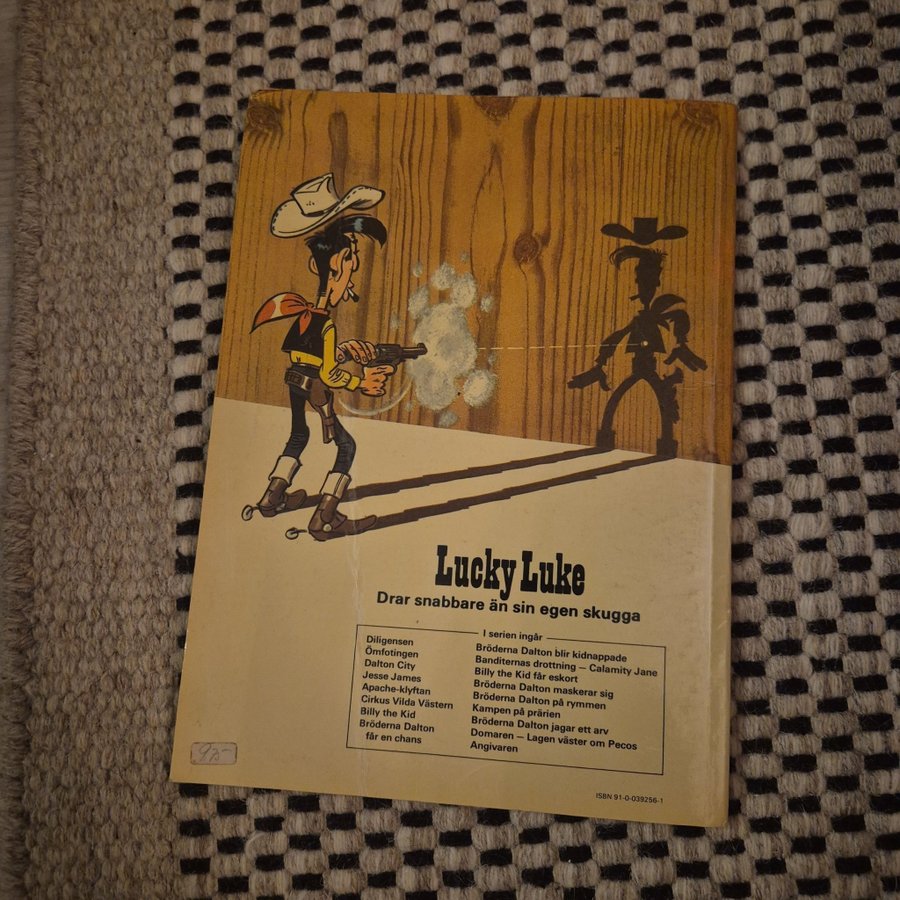 Lucky Luke
Drar snabbare än sin egen skugga
I serien ingår
Diligensen
Ömfotingen
Dalton City
Jesse James
Apache-klyftan
Cirkus Vilda Västern
Billy the Kid
Bröderna Dalton
får en chans
Bröderna Dalton blir kidnappade
Banditernas drottning – Calamity Jane
Billy the Kid får eskort
Bröderna Dalton maskerar sig
Bröderna Dalton på rymmen
Kampen på prärien
Bröderna Dalton jagar ett arv
Domaren – Lagen väster om Pecos
Angivaren
ISBN 91-0-039256-1